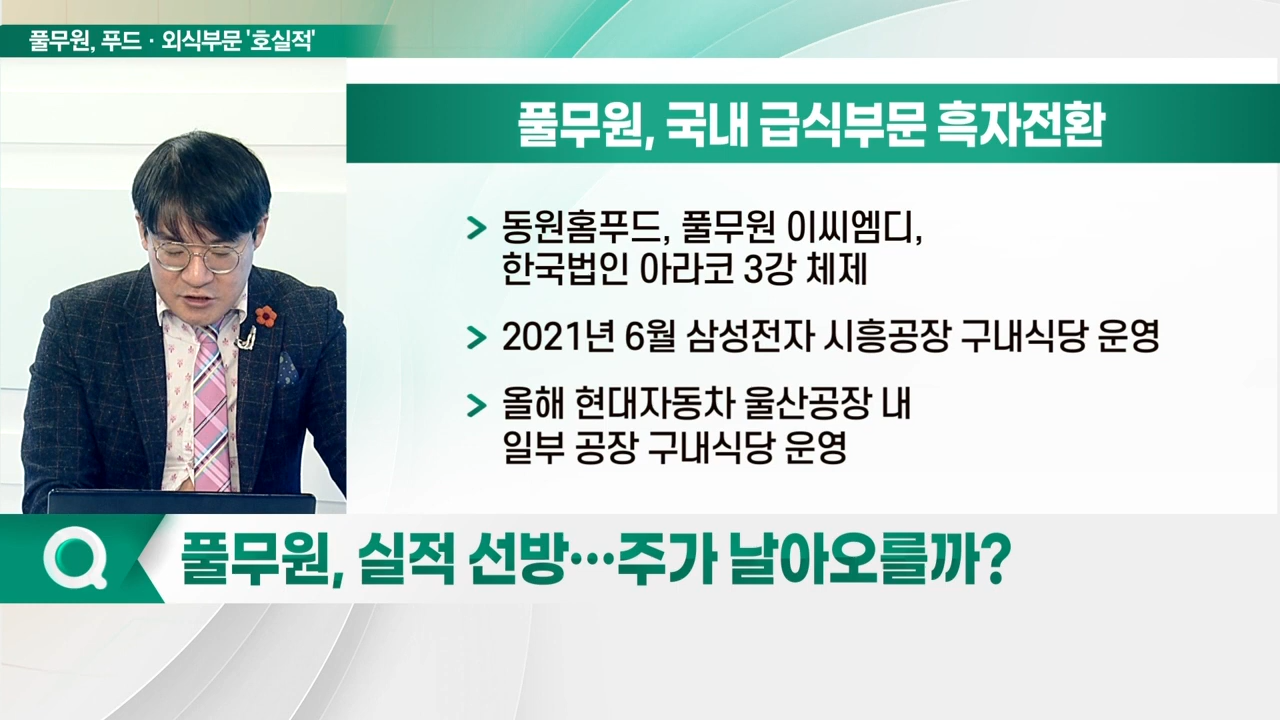 풀무원, 푸드·외식부문 '호실적'
풀무원, 국내 급식부문 흑자전환
> 동원홈푸드, 풀무원 이씨엠디,
한국법인 아라코 3강 체제
> 2021년 6월 삼성전자 시흥공장 구내식당 운영
> 올해 현대자동차 울산공장 내
일부 공장 구내식당 운영
풀무원, 실적 선방…주가 날아오를까?